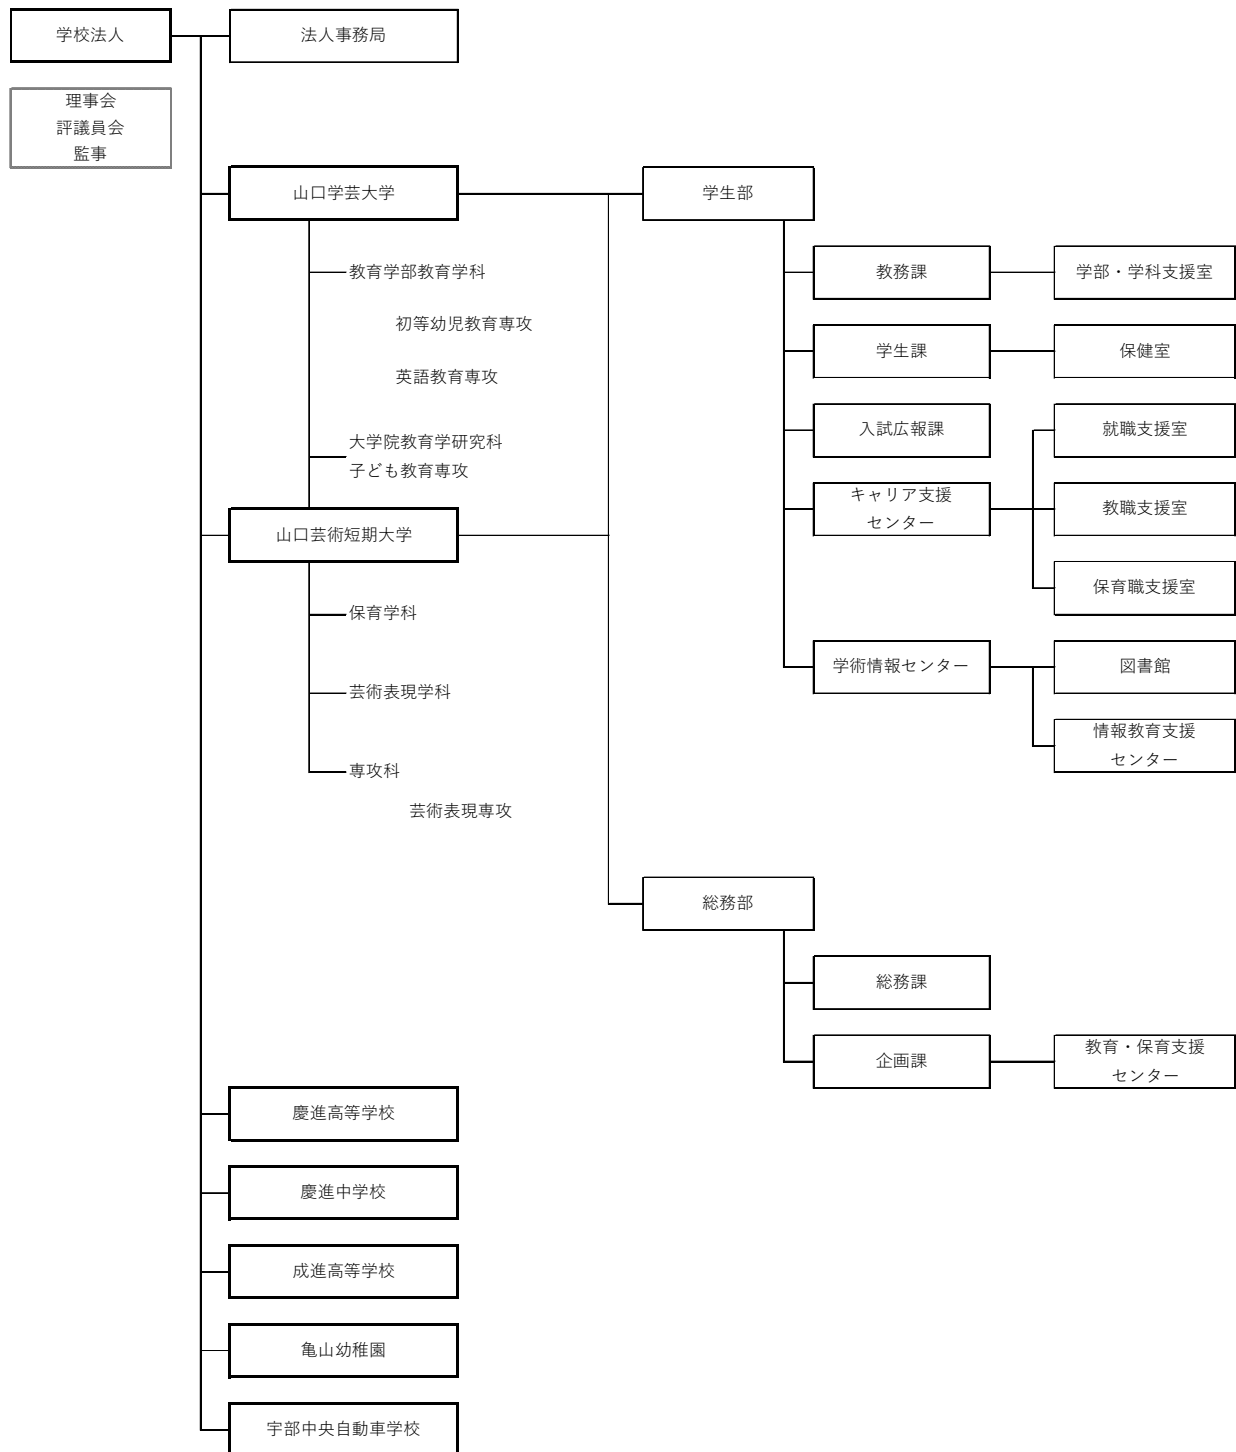 学校法人
法人事務局
理事会
評議員会
監事
山口学芸大学
学生部
教育学部教育学科
教務課
学部・学科支援室
初等幼児教育専攻
学生課
保健室
英語教育専攻
入試広報課
就職支援室
大学院教育学研究科
子ども教育専攻
キャリア支援
センター
教職支援室
山口芸術短期大学
保育学科
保育職支援室
学術情報センター
図書館
芸術表現学科
情報教育支援
センター
専攻科
芸術表現専攻
総務部
総務課
企画課
教育・保育支援
センター
慶進高等学校
慶進中学校
成進高等学校
亀山幼稚園
宇部中央自動車学校